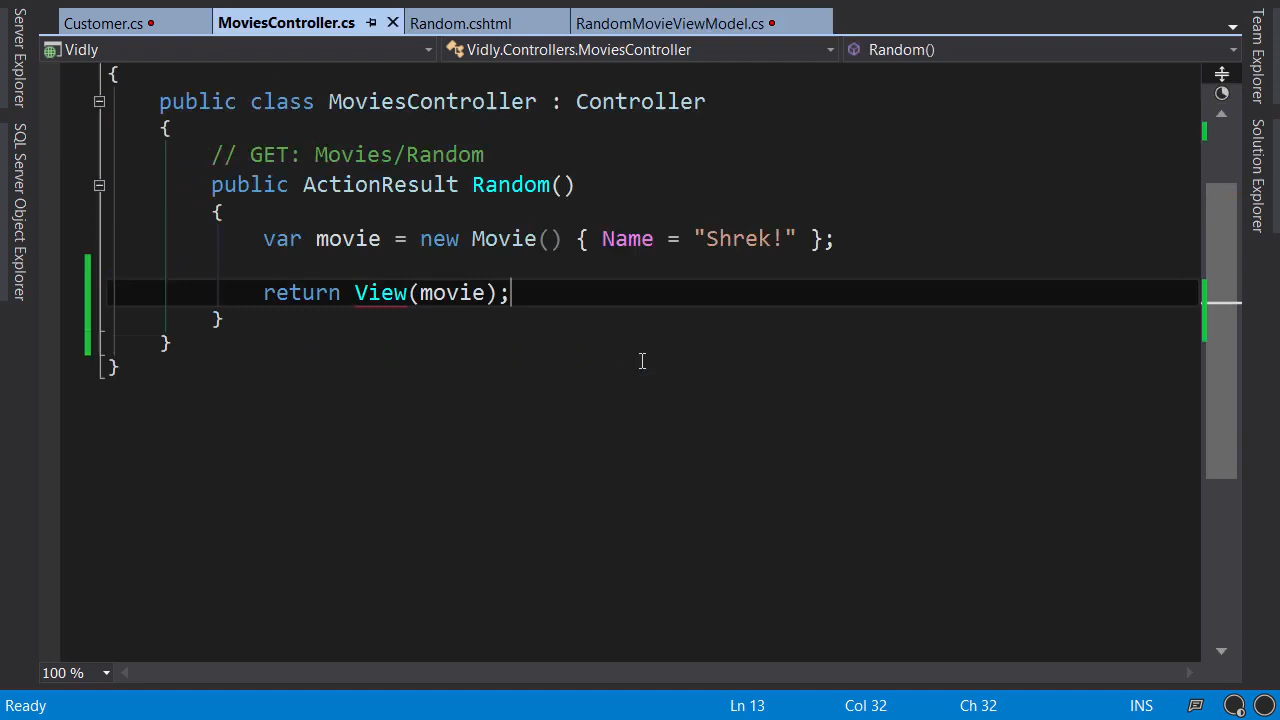 Customer.cs
MoviesController.cs
Random.cshtml
RandomMovieViewModel.cs
Vidly
Vidly.Controllers.MoviesController
Random()
{
public class MoviesController : Controller
{
// GET: Movies/Random
public ActionResult Random()
{
var movie = new Movie() { Name = "Shrek!" };
return View(movie);
}
}
}
Server Explorer
SQL Server Object Explorer
Team Explorer
Solution Explorer
100 %
Ready
Ln 13
Col 32
Ch 32
INS